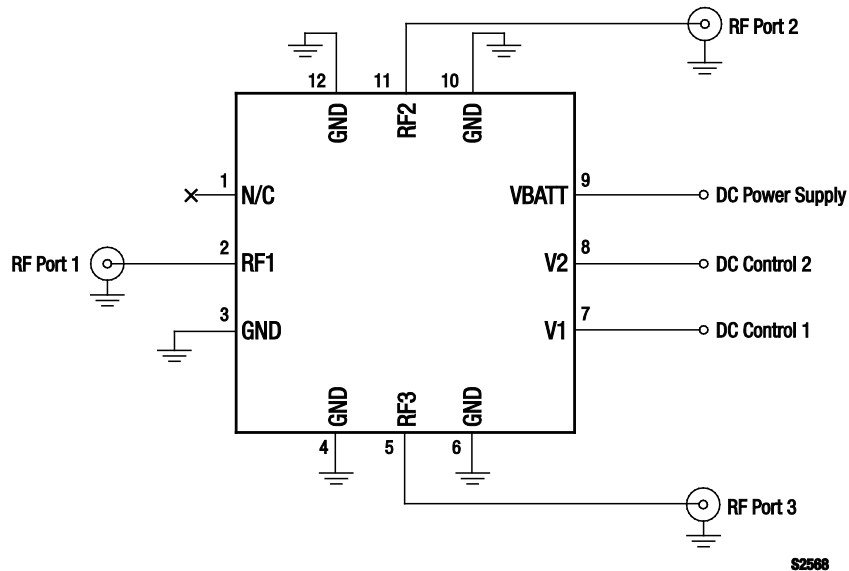 RF Port 2
12
11
10
GND
RF2
GND
1
N/C
VBATT
9
DC Power Supply
RF Port 1
2
RF1
V2
8
DC Control 2
3
GND
V1
7
DC Control 1
GND
RF3
GND
4
5
6
RF Port 3
S2568